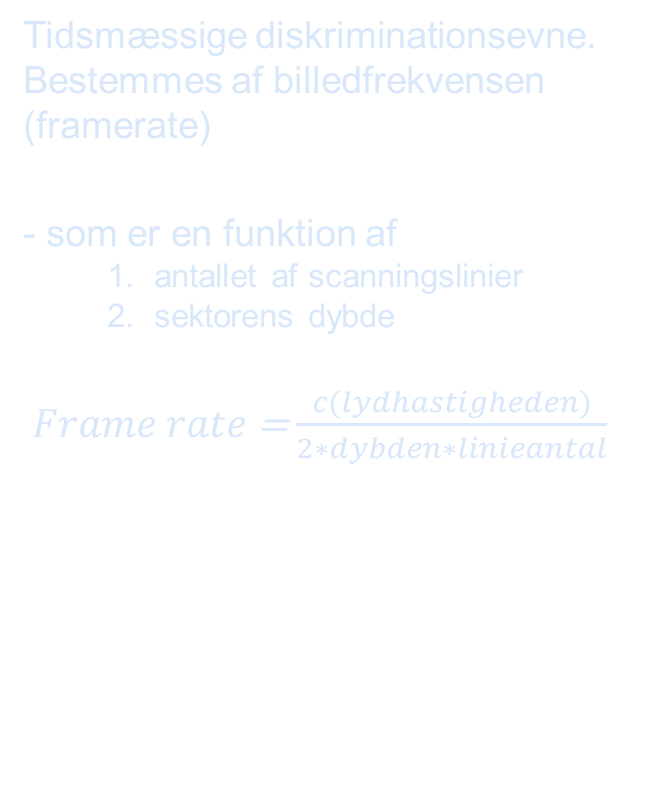 Tidsmæssige diskriminationsevne.
Bestemmes af billedfrekvensen
(framerate)
- som er en funktion af
1. antallet af scanningslinier
2. sektorens dybde
Frame rate = c(lydhastigheden) / 2*dybden*linieantal